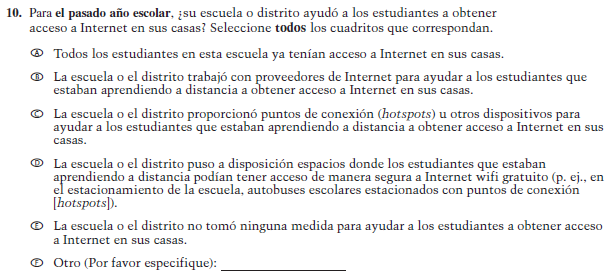 10. Para el pasado año escolar, ¿su escuela o distrito ayudó a los estudiantes a obtener
acceso a Internet en sus casas? Seleccione todos los cuadritos que correspondan.
Ⓐ Todos los estudiantes en esta escuela ya tenían acceso a Internet en sus casas.
Ⓑ La escuela o el distrito trabajó con proveedores de Internet para ayudar a los estudiantes que
estaban aprendiendo a distancia a obtener acceso a Internet en sus casas.
Ⓒ La escuela o el distrito proporcionó puntos de conexión (hotspots) u otros dispositivos para
ayudar a los estudiantes que estaban aprendiendo a distancia a obtener acceso a Internet en sus
casas.
Ⓓ La escuela o el distrito puso a disposición espacios donde los estudiantes que estaban
aprendiendo a distancia podían tener acceso de manera segura a Internet wifi gratuito (p. ej., en
el estacionamiento de la escuela, autobuses escolares estacionados con puntos de conexión
[hotspots]).
Ⓔ La escuela o el distrito no tomó ninguna medida para ayudar a los estudiantes a obtener acceso
a Internet en sus casas.
Ⓕ Otro (Por favor especifique): ____________________